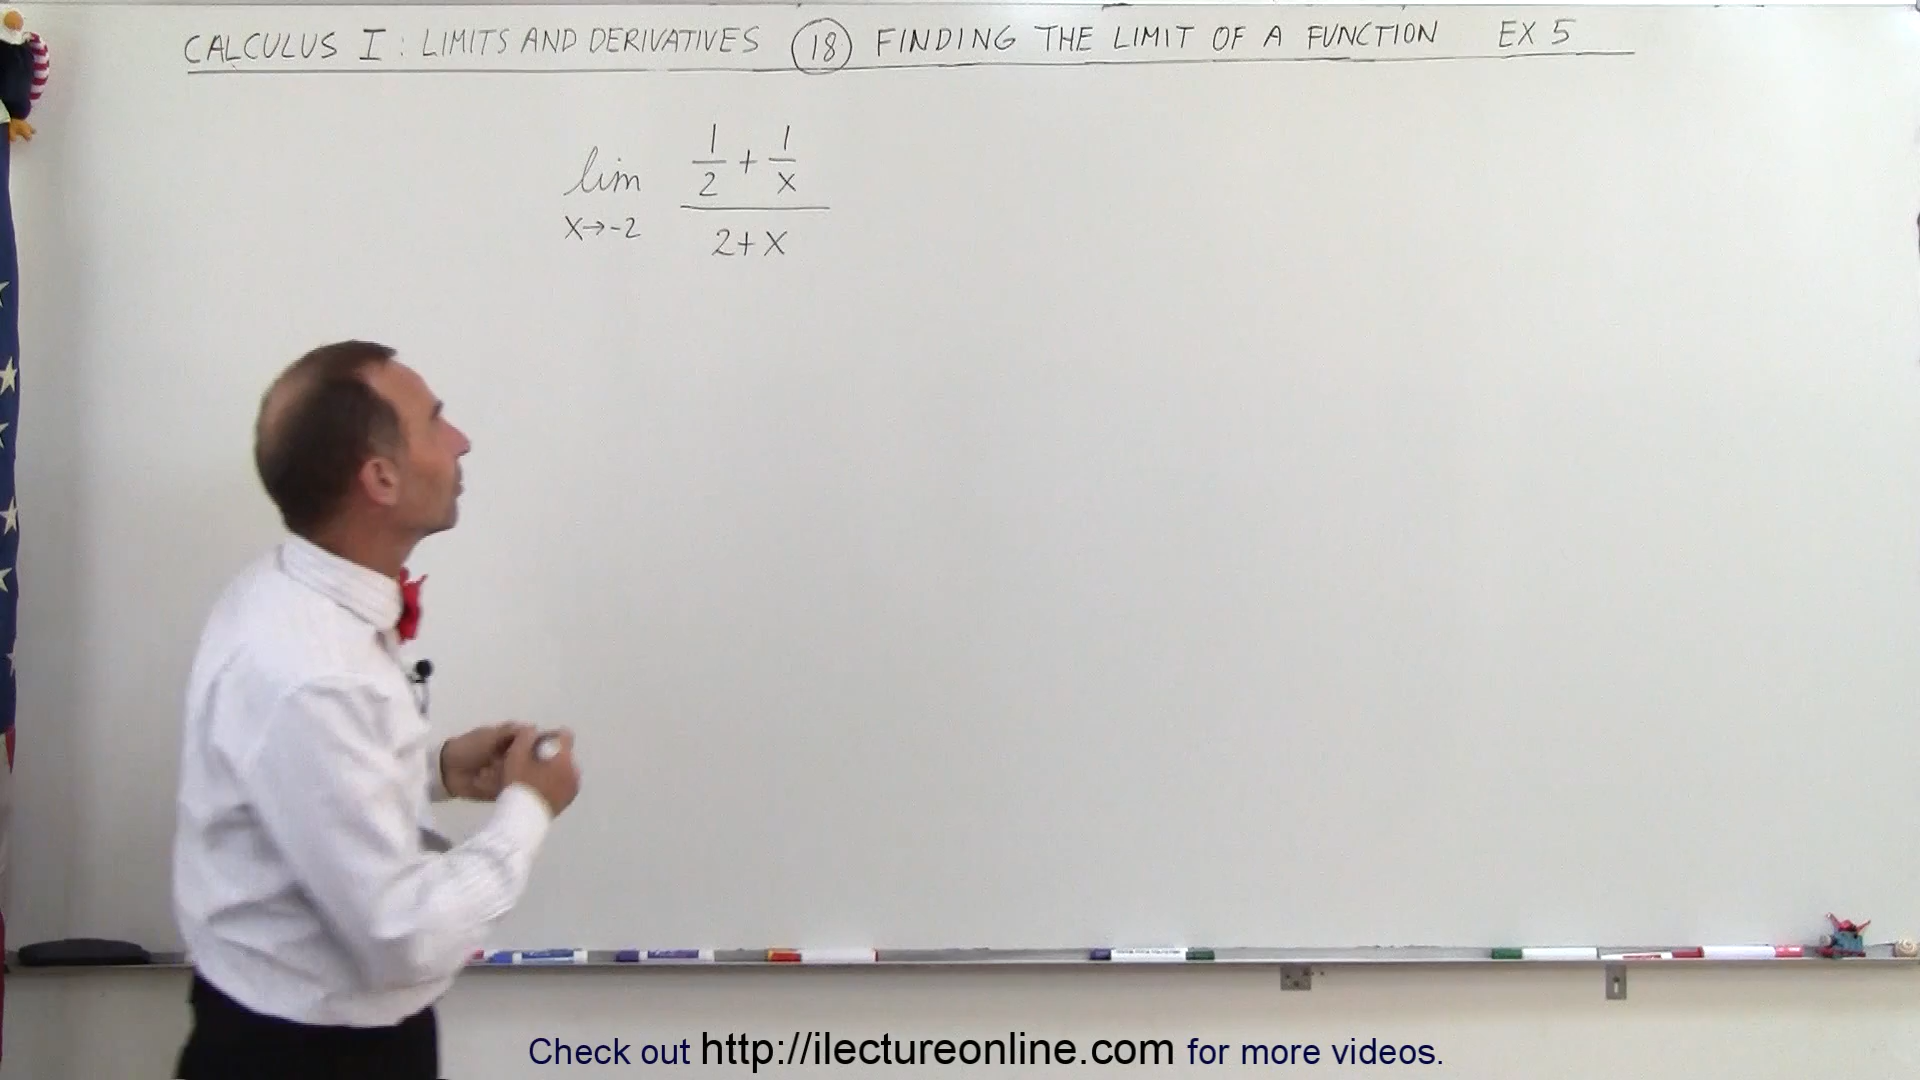 CALCULUS I : LIMITS AND DERIVATIVES 18 FINDING THE LIMIT OF A FUNCTION EX 5
1/2 + 1/x
lim
x→-2
2+x
Check out http://ilectureonline.com for more videos.